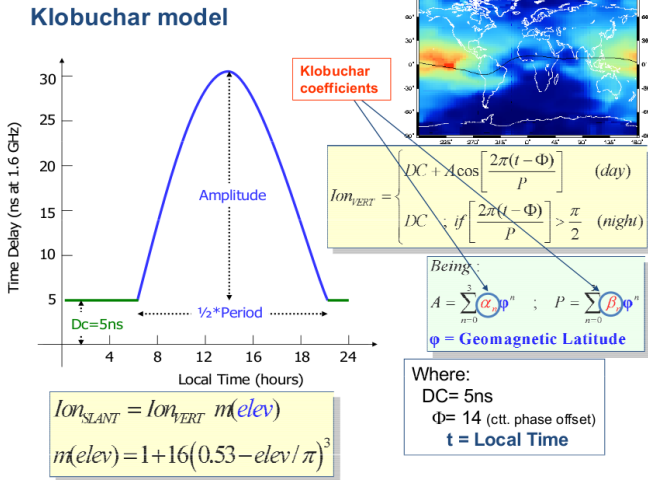 Klobuchar model
Time Delay (ns at 1.6 GHz)
30
25
20
15
10
5
Amplitude
½*Period
Dc=5ns
4 8 12 16 20 24
Local Time (hours)
Klobuchar
coefficients
Ion_VERT = { DC + A cos [ 2π(t − Φ) / P ] (day)
DC ; if [ 2π(t − Φ) / P ] > π/2 (night)
Being :
A = ∑_{n=0}^{3} α_n φ^n ; P = ∑_{n=0}^{3} β_n φ^n
φ = Geomagnetic Latitude
Where:
DC= 5ns
Φ= 14 (ctt. phase offset)
t = Local Time
Ion_SLANT = Ion_VERT m(elev)
m(elev) = 1+16(0.53−elev/π)^3